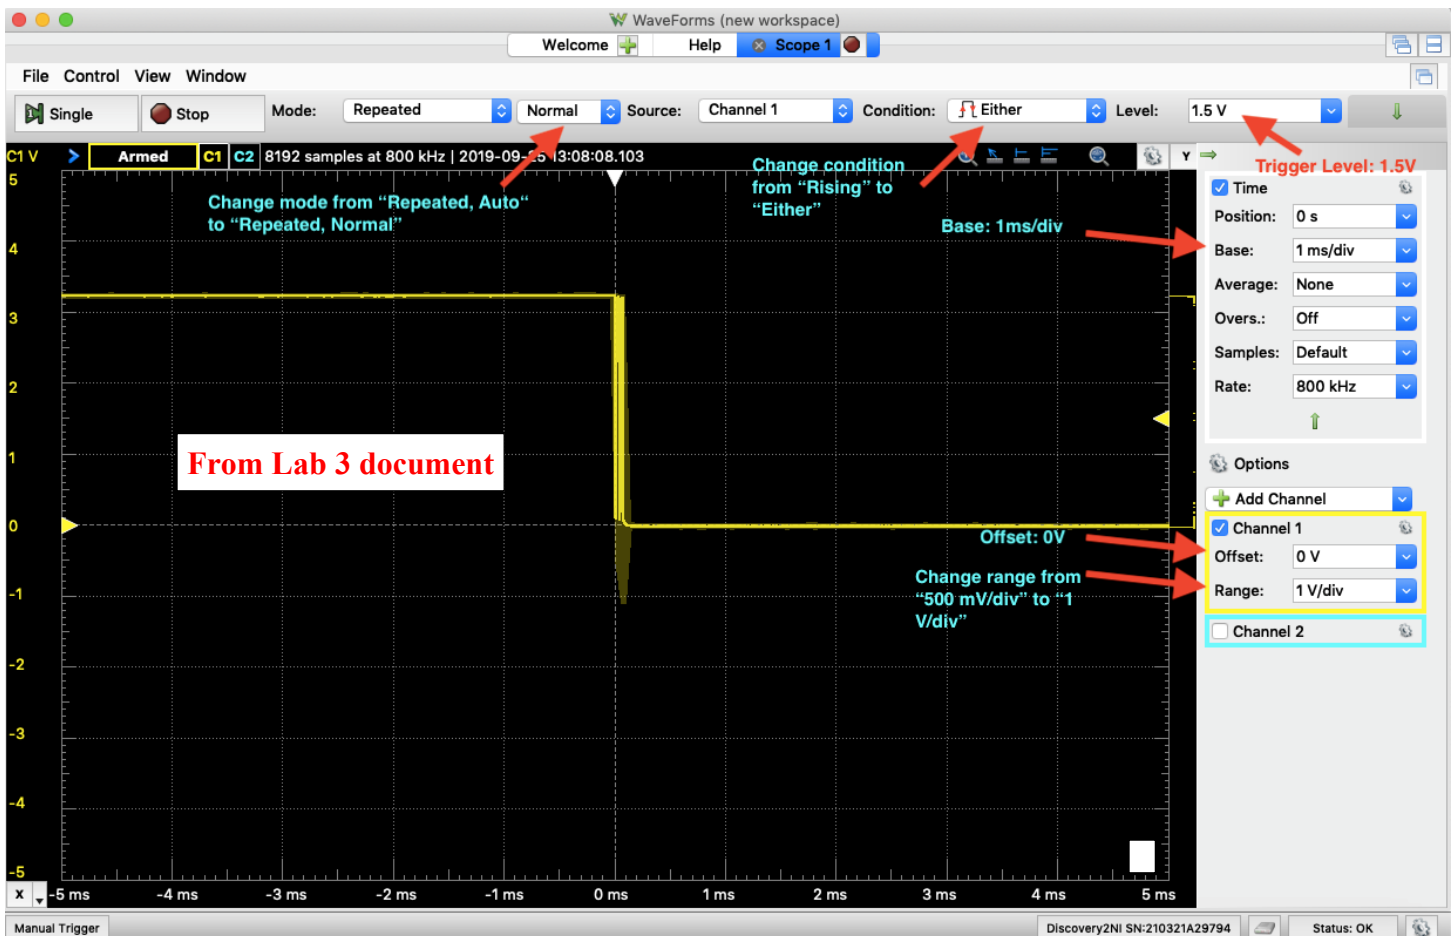 WaveForms (new workspace)
Welcome Help Scope 1
File Control View Window
Single Stop Mode: Repeated Normal Source: Channel 1 Condition: Either Level: 1.5 V
C1 V Armed C1 C2 8192 samples at 800 kHz | 2019-09-25 13:08:08.103 Y
Trigger Level: 1.5V
Change condition
from “Rising” to
“Either”
Change mode from “Repeated, Auto“
to “Repeated, Normal”
Base: 1ms/div
Time
Position: 0 s
Base: 1 ms/div
Average: None
Overs.: Off
Samples: Default
Rate: 800 kHz
From Lab 3 document
Options
Add Channel
Channel 1
Offset: 0 V
Range: 1 V/div
Channel 2
Offset: 0V
Change range from
“500 mV/div” to “1
V/div”
5
4
3
2
1
0
-1
-2
-3
-4
-5
X -5 ms -4 ms -3 ms -2 ms -1 ms 0 ms 1 ms 2 ms 3 ms 4 ms 5 ms
Manual Trigger Discovery2NI SN:210321A29794 Status: OK